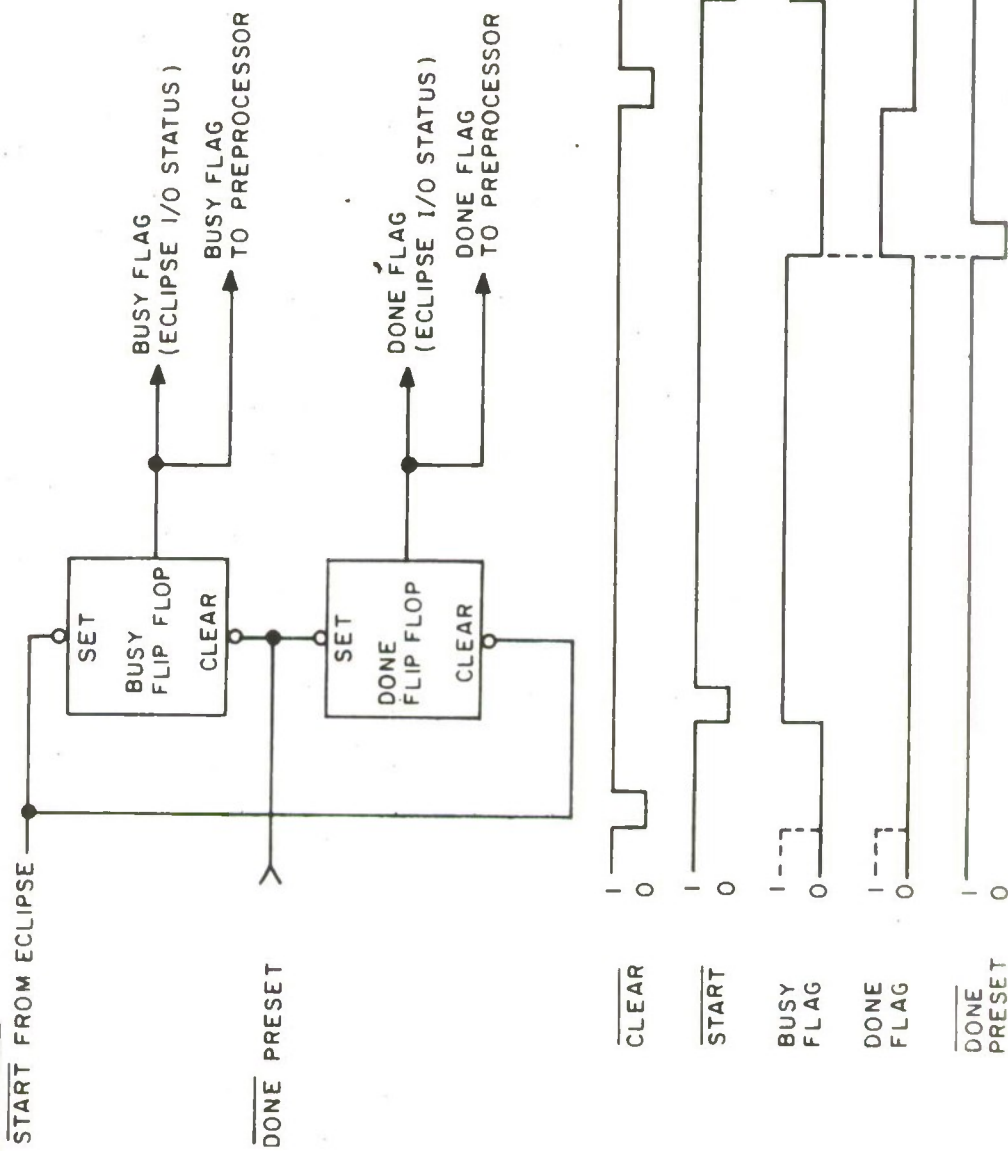 START FROM ECLIPSE
DONE PRESET
SET
BUSY
FLIP FLOP
CLEAR
SET
DONE
FLIP FLOP
CLEAR
BUSY FLAG
(ECLIPSE I/O STATUS)
BUSY FLAG
TO PREPROCESSOR
DONE FLAG
(ECLIPSE I/O STATUS)
DONE FLAG
TO PREPROCESSOR
CLEAR
1
0
START
1
0
BUSY
FLAG
1
0
DONE
FLAG
1
0
DONE
PRESET
1
0